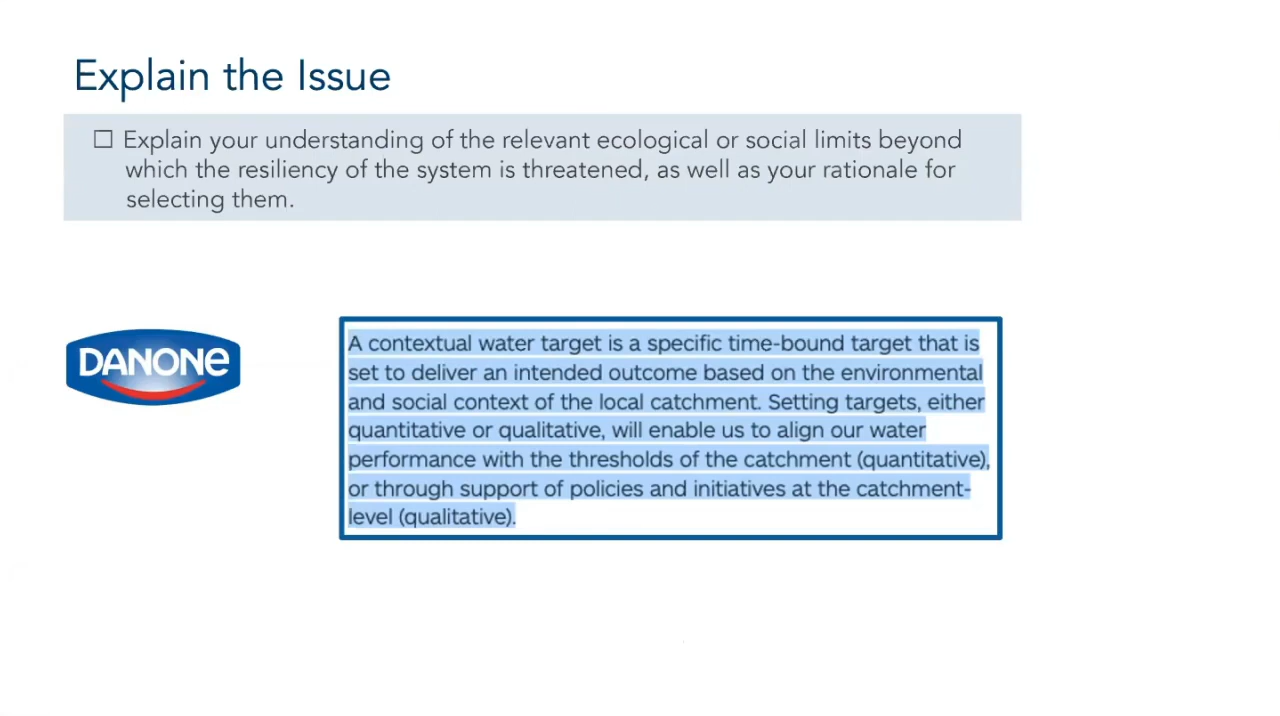 Explain the Issue
☐ Explain your understanding of the relevant ecological or social limits beyond
which the resiliency of the system is threatened, as well as your rationale for
selecting them.
DANONE
A contextual water target is a specific time-bound target that is
set to deliver an intended outcome based on the environmental
and social context of the local catchment. Setting targets, either
quantitative or qualitative, will enable us to align our water
performance with the thresholds of the catchment (quantitative),
or through support of policies and initiatives at the catchment-
level (qualitative).